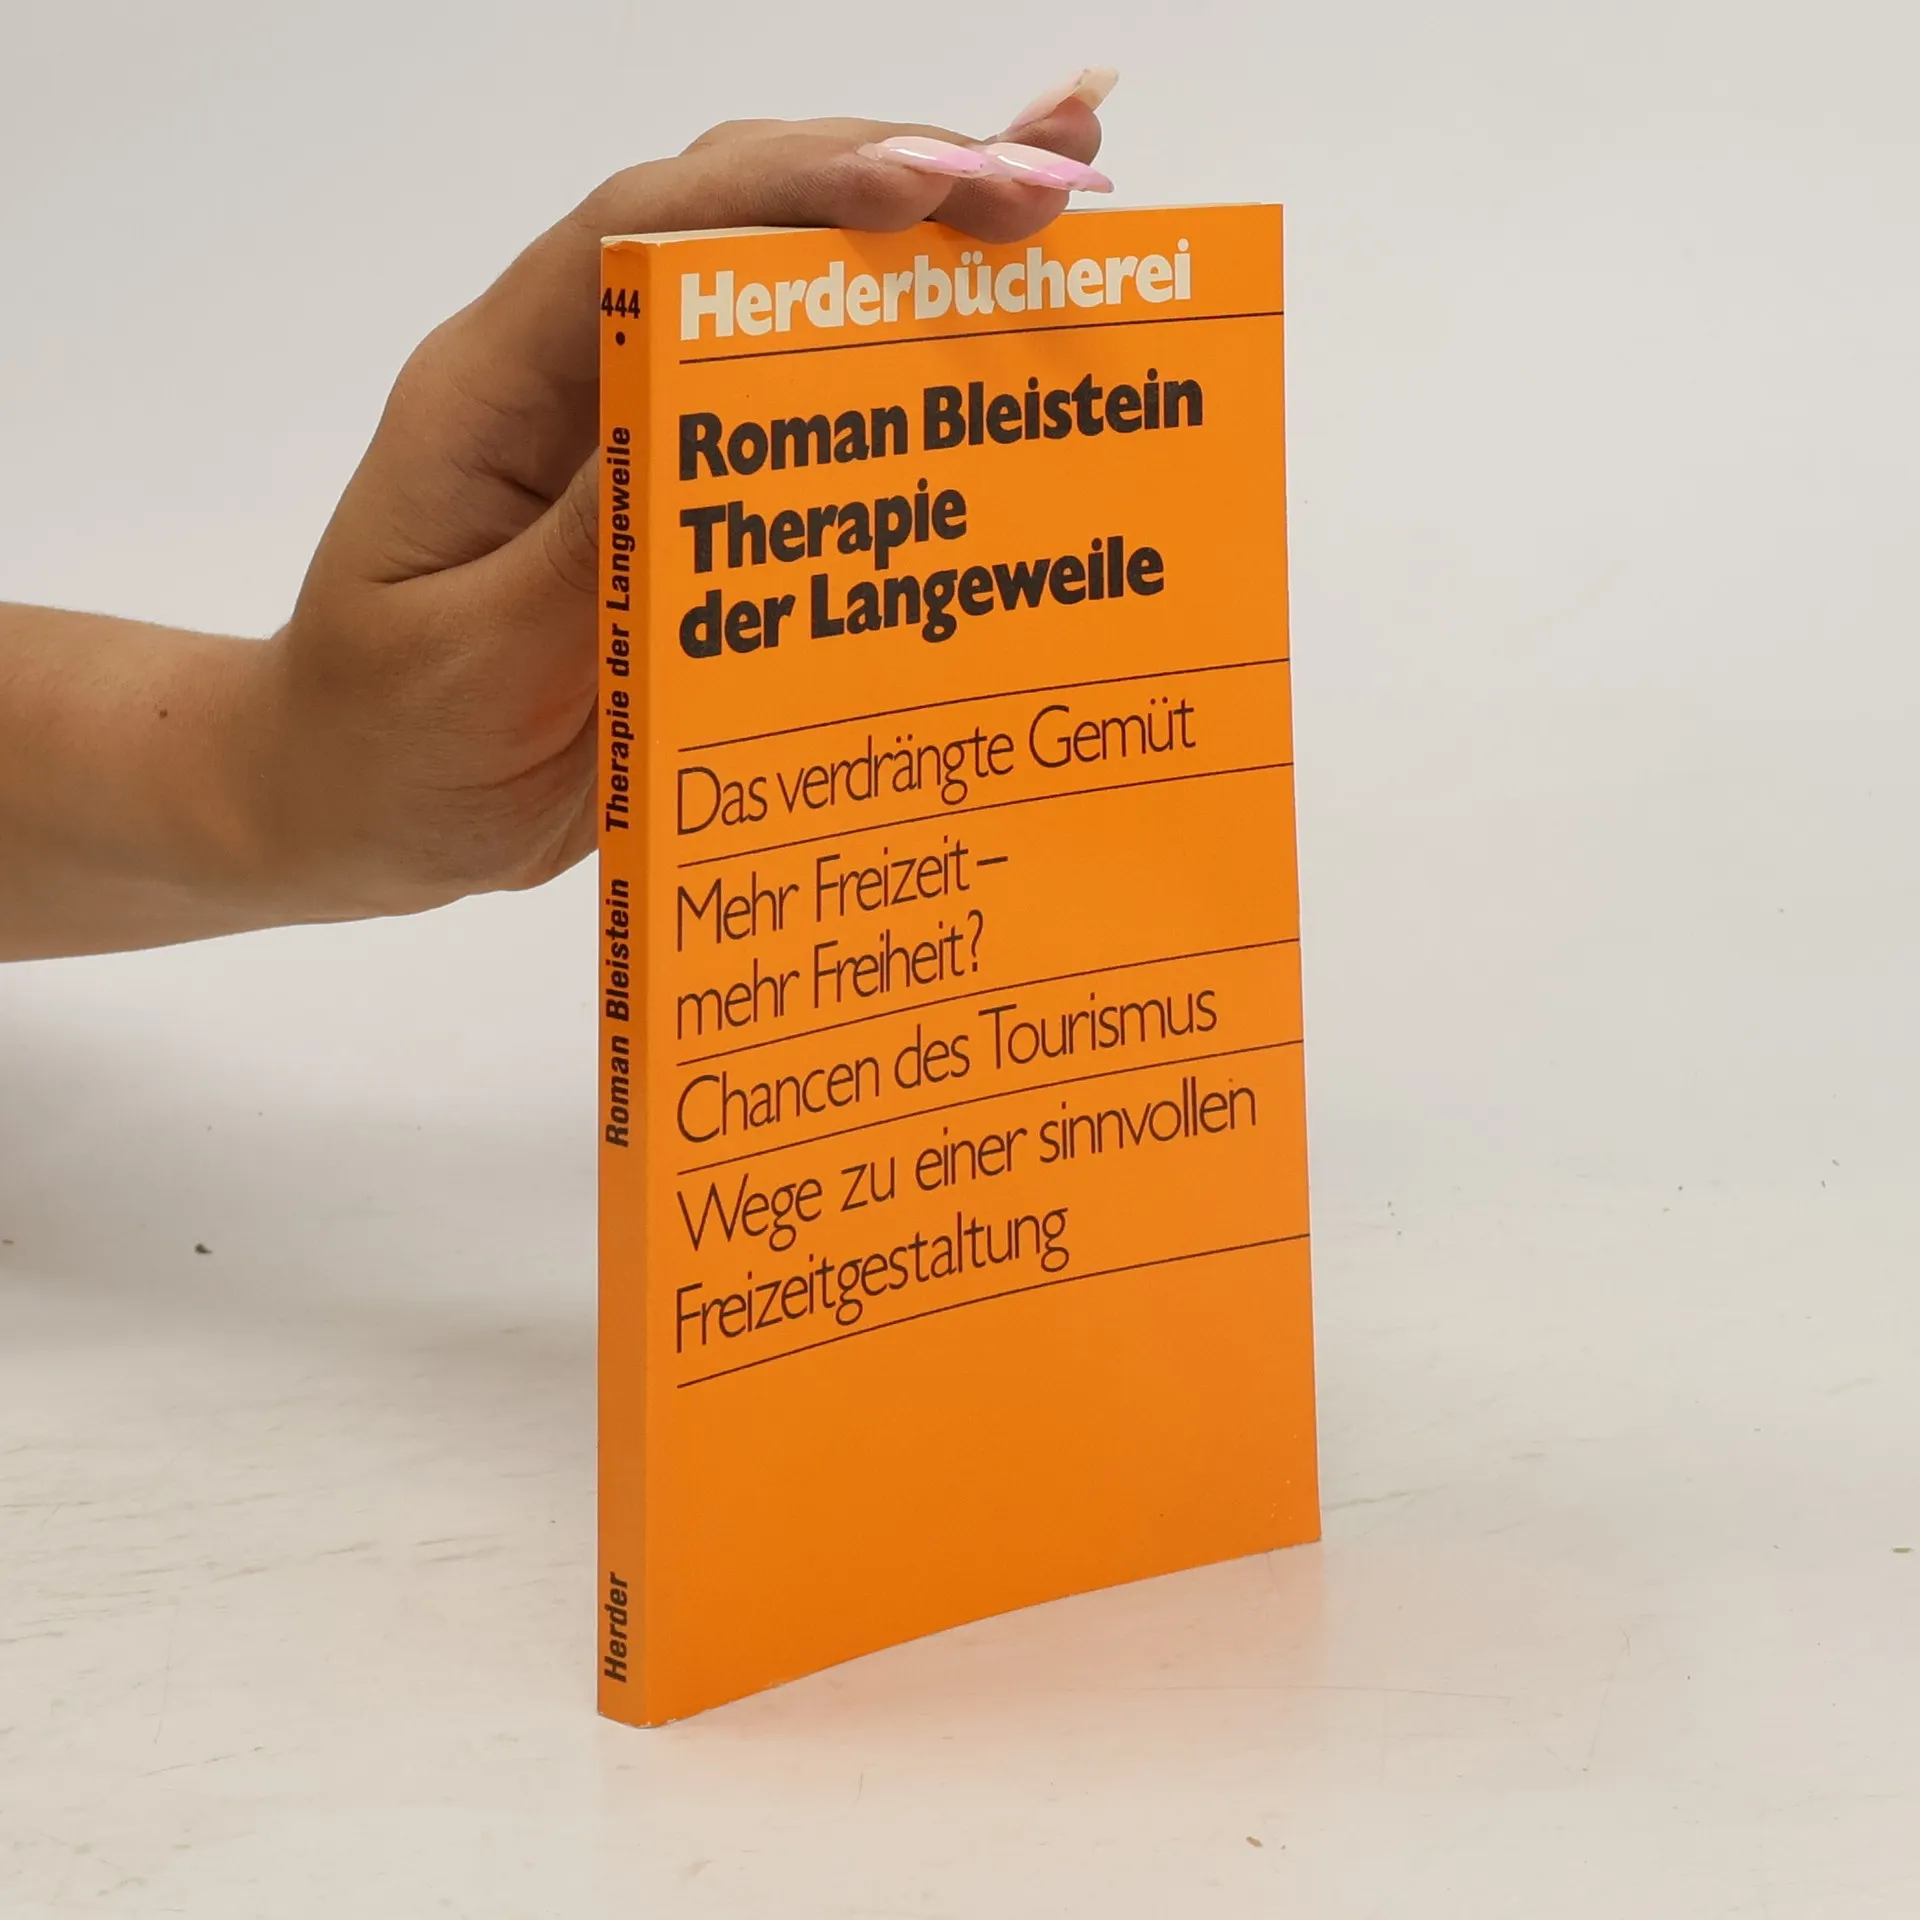 Herderbücherei
Roman Bleistein
Therapie
der Langeweile
Das verdrängte Gemüt
Mehr Freizeit –
mehr Freiheit?
Chancen des Tourismus
Wege zu einer sinnvollen
Freizeitgestaltung
444 •
Roman Bleistein Therapie der Langeweile
Herder